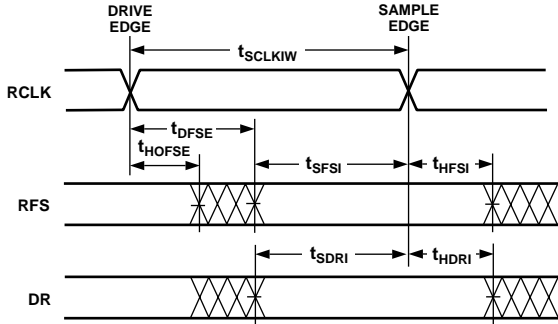 DRIVE
EDGE
SAMPLE
EDGE
tSCLKIW
RCLK
tDFSE
tHOFSE
tSFSI
tHFSI
RFS
tSDRI
tHDRI
DR